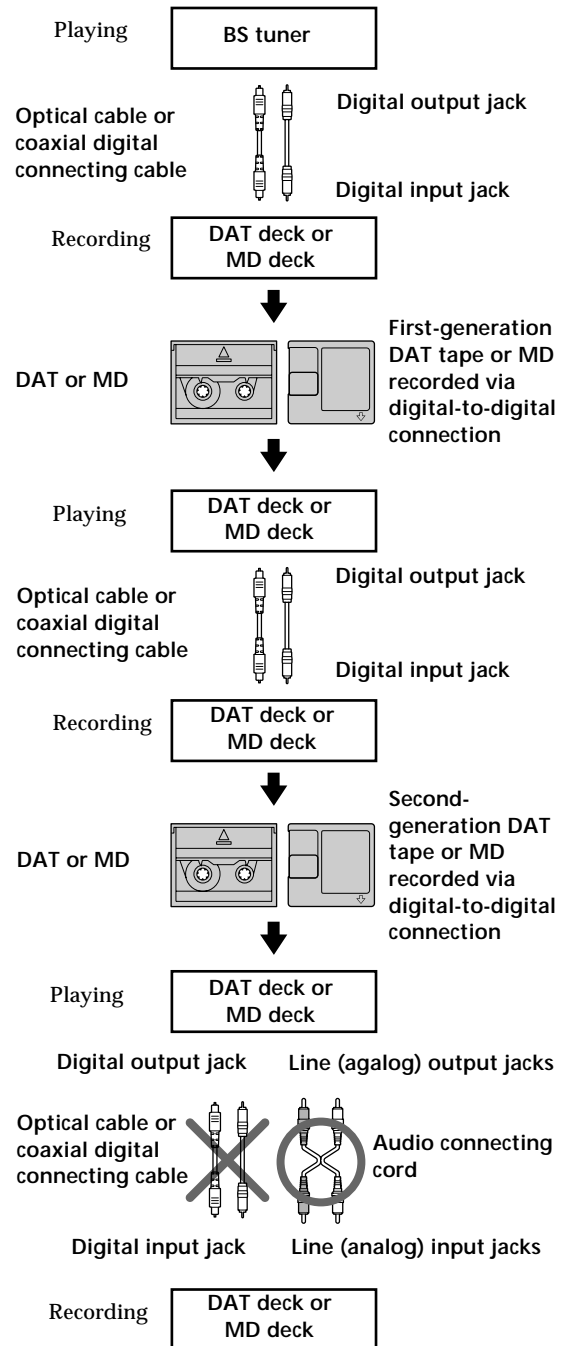 Playing
BS tuner
Optical cable or
coaxial digital
connecting cable
Digital output jack
Digital input jack
Recording
DAT deck or
MD deck
DAT or MD
First-generation
DAT tape or MD
recorded via
digital-to-digital
connection
Playing
DAT deck or
MD deck
Optical cable or
coaxial digital
connecting cable
Digital output jack
Digital input jack
Recording
DAT deck or
MD deck
DAT or MD
Second-
generation DAT
tape or MD
recorded via
digital-to-digital
connection
Playing
DAT deck or
MD deck
Digital output jack
Line (agalog) output jacks
Optical cable or
coaxial digital
connecting cable
Audio connecting
cord
Digital input jack
Line (analog) input jacks
Recording
DAT deck or
MD deck